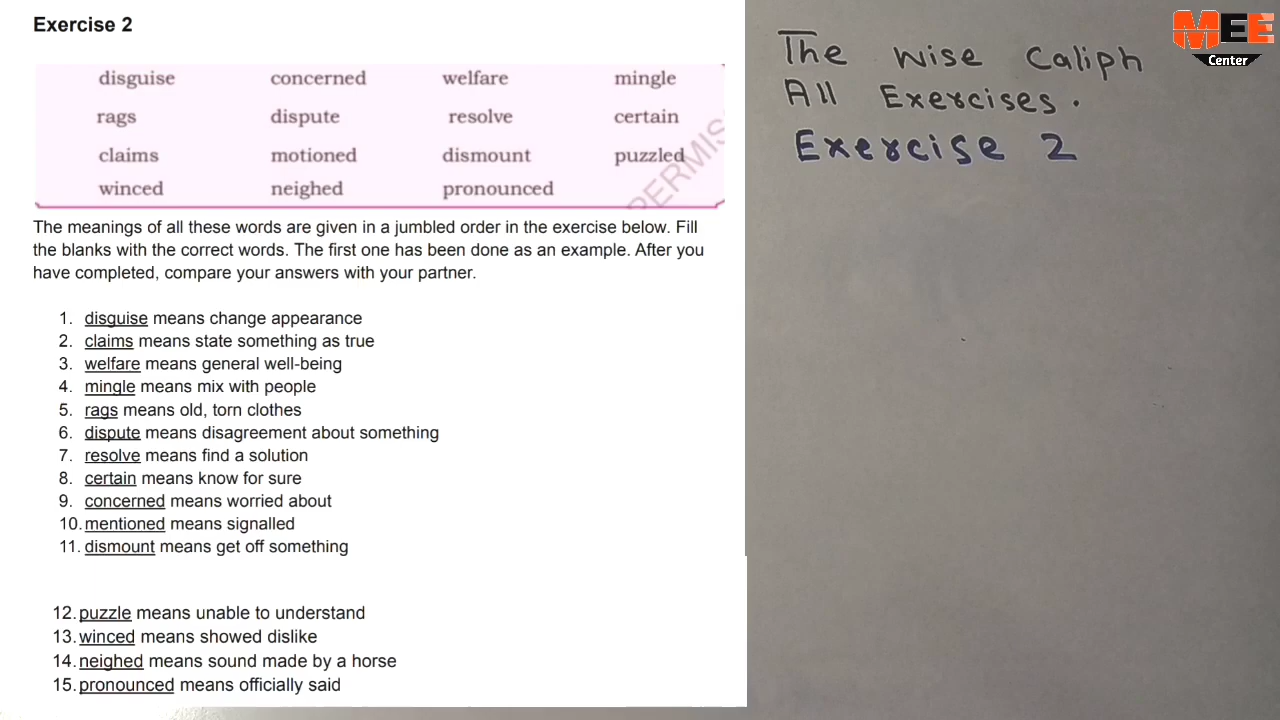 Exercise 2
disguise concerned welfare mingle
rags dispute resolve certain
claims motioned dismount puzzled
winced neighed pronounced
PERMIS
The meanings of all these words are given in a jumbled order in the exercise below. Fill
the blanks with the correct words. The first one has been done as an example. After you
have completed, compare your answers with your partner.
1. disguise means change appearance
2. claims means state something as true
3. welfare means general well-being
4. mingle means mix with people
5. rags means old, torn clothes
6. dispute means disagreement about something
7. resolve means find a solution
8. certain means know for sure
9. concerned means worried about
10. mentioned means signalled
11. dismount means get off something
12. puzzle means unable to understand
13. winced means showed dislike
14. neighed means sound made by a horse
15. pronounced means officially said
The wise Caliph
All Exercises.
Exercise 2
MEE
Center